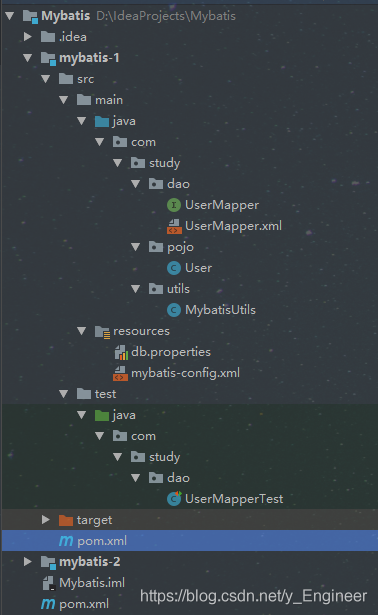 Mybatis D:\IdeaProjects\Mybatis
.idea
mybatis-1
src
main
java
com
study
dao
UserMapper
UserMapper.xml
pojo
User
utils
MybatisUtils
resources
db.properties
mybatis-config.xml
test
java
com
study
dao
UserMapperTest
target
pom.xml
mybatis-2
Mybatis.iml
pom.xml
https://blog.csdn.net/y_Engineer